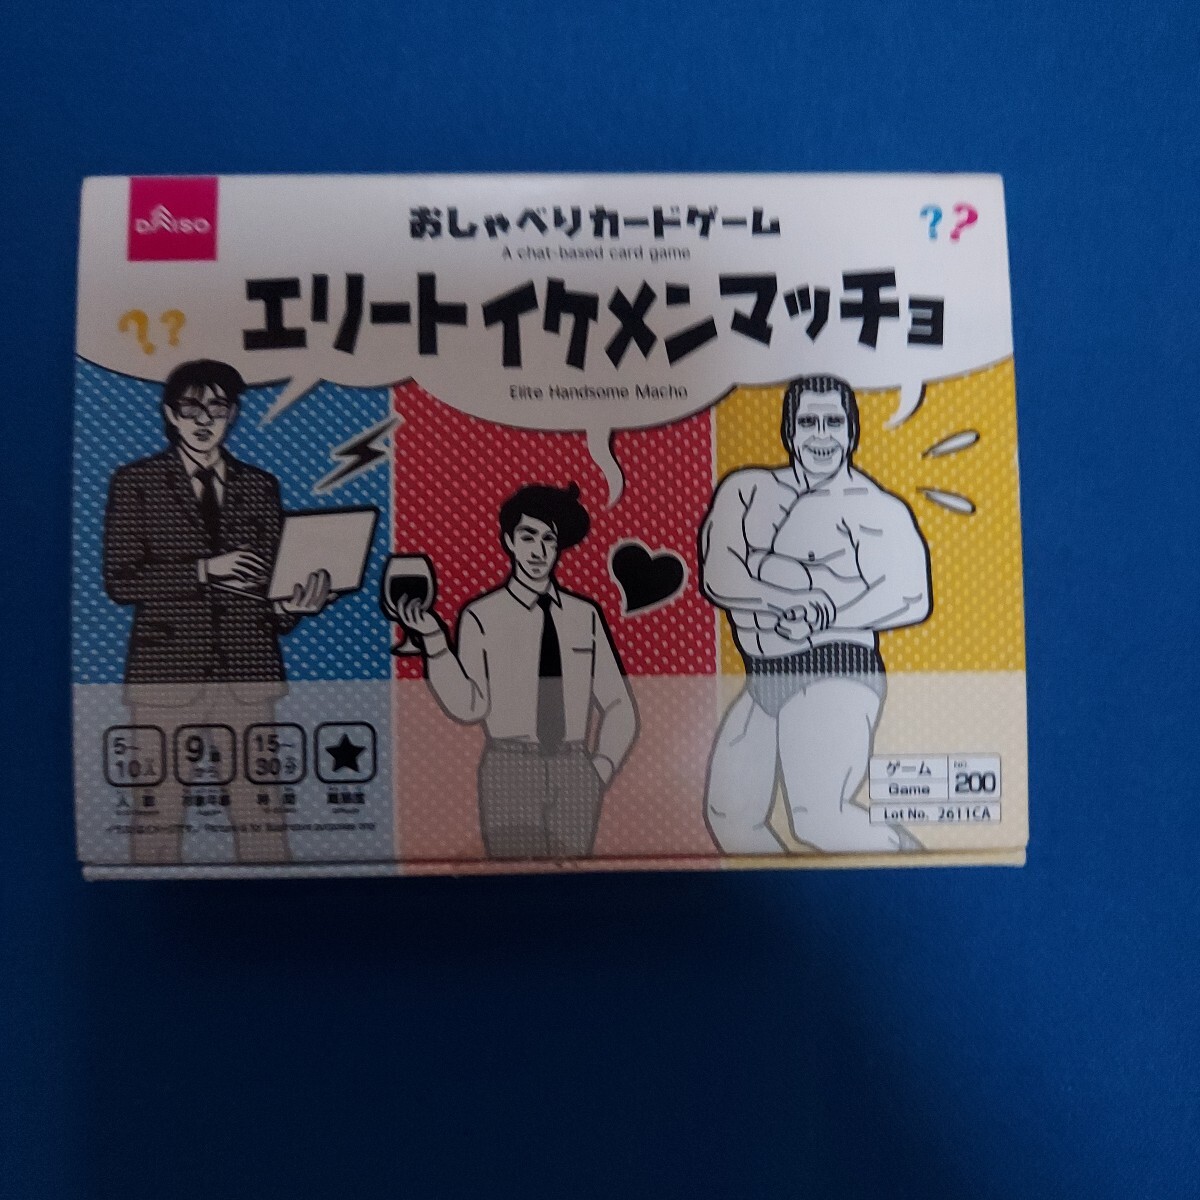 DAISO
おしゃべりカードゲーム
A chat-based card game
??
??
エリートイケメンマッチョ
Elite Handsome Macho
5~10人
9歳から
15~30分
★
人数
対象年齢
時間
難易度
ゲーム
Game
NO.
200
Lot No. 2611CA